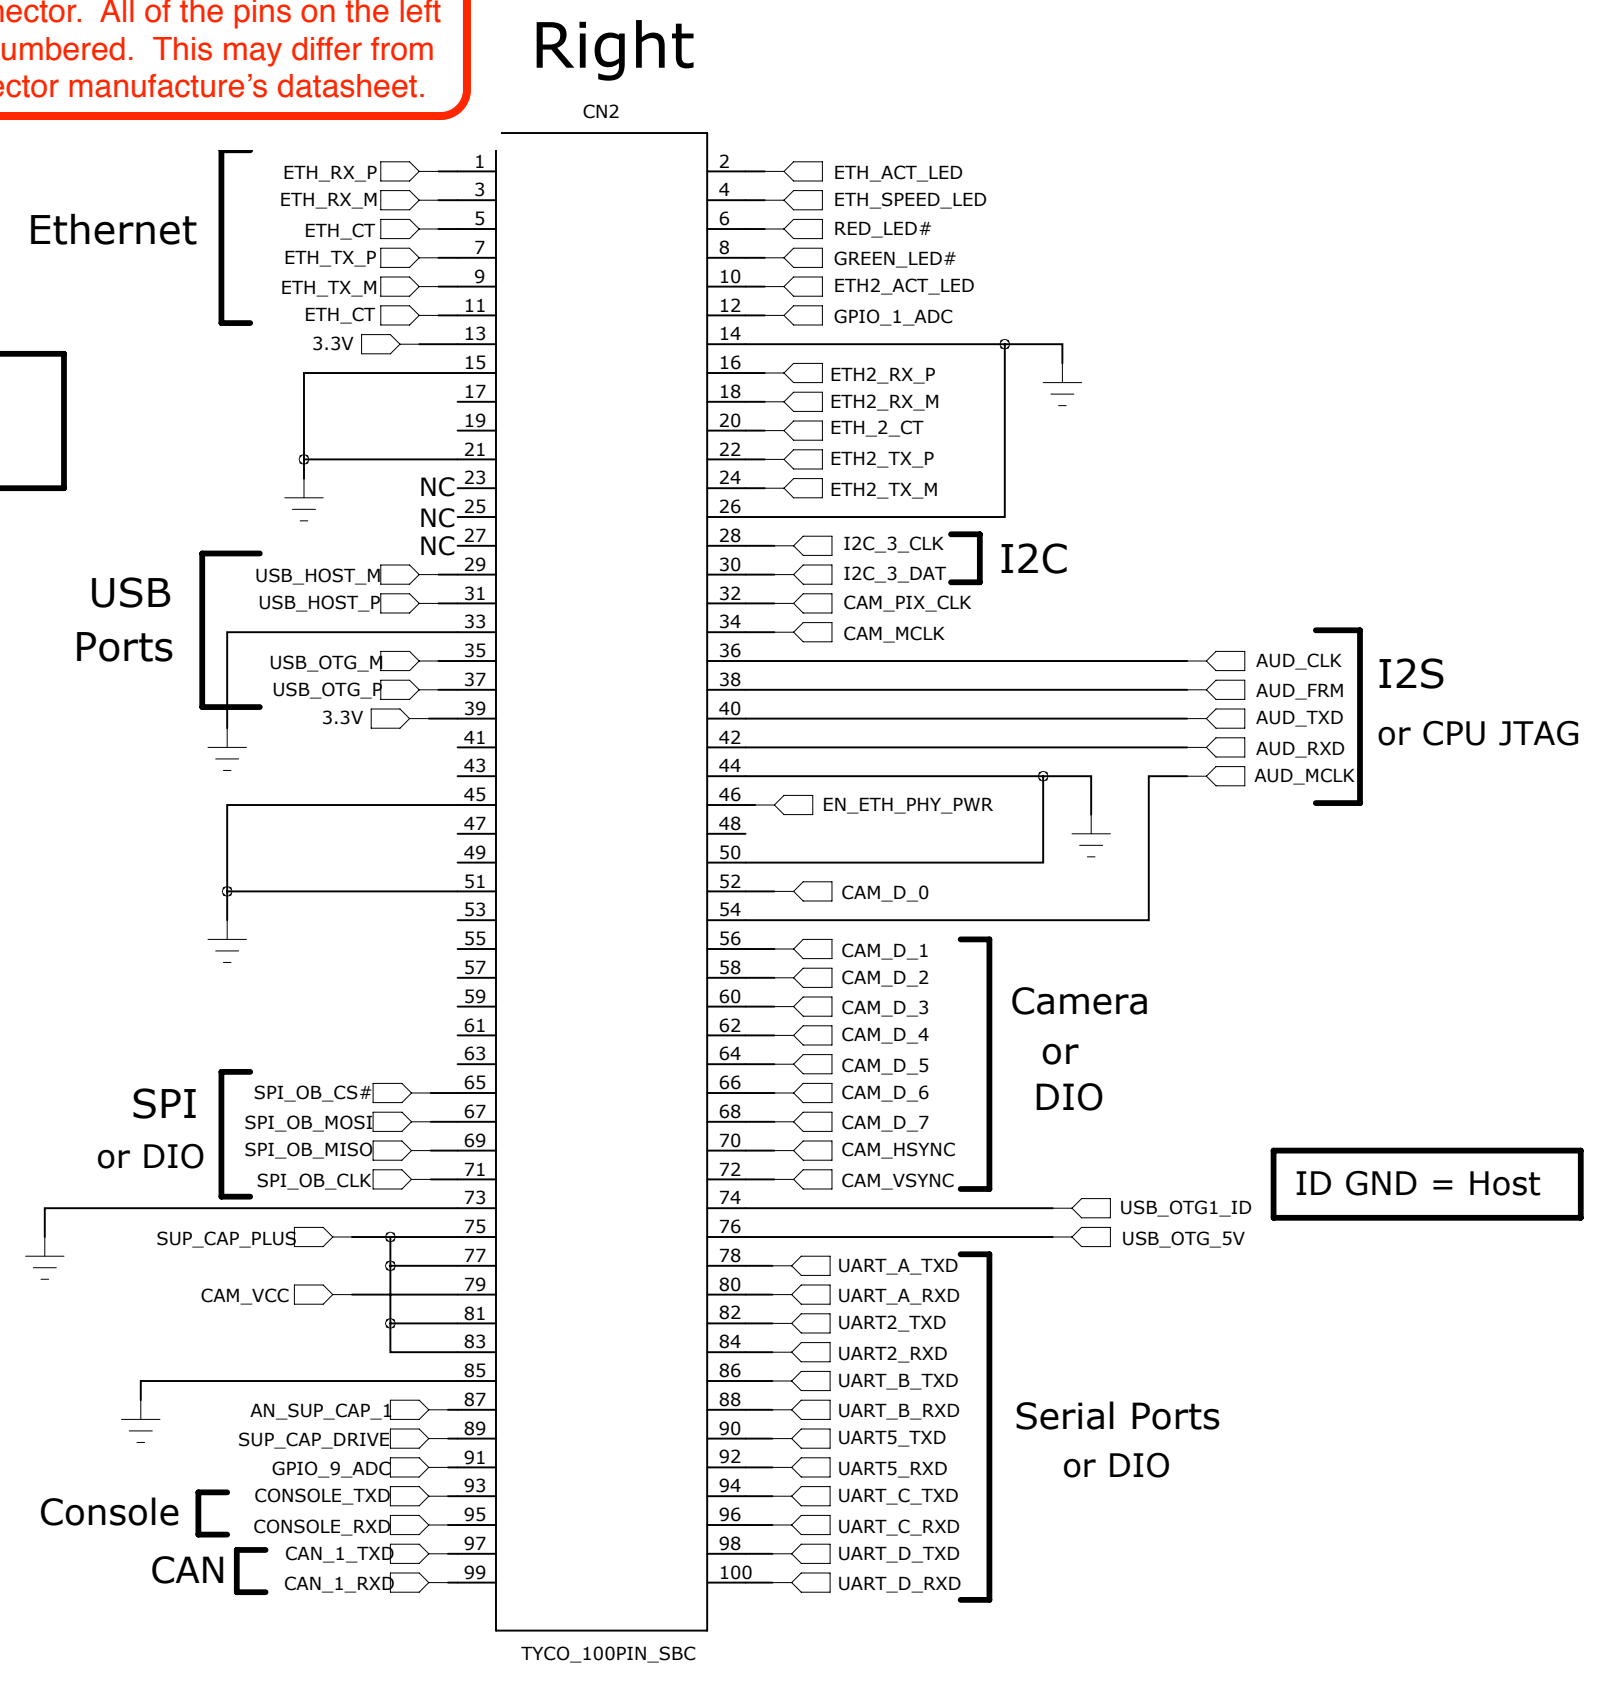 All of the pins on the left
This may differ from
manufacture's datasheet.
Right
CN2
Ethernet
ETH_RX_P 1
ETH_RX_M 3
ETH_CT 5
ETH_TX_P 7
ETH_TX_M 9
ETH_CT 11
3.3V 13
15
17
19
21
NC 23
NC 25
NC 27
USB
Ports
USB_HOST_M 29
USB_HOST_P 31
33
USB_OTG_M 35
USB_OTG_P 37
3.3V 39
41
43
45
47
49
51
53
55
57
59
61
63
SPI
or DIO
SPI_OB_CS# 65
SPI_OB_MOSI 67
SPI_OB_MISO 69
SPI_OB_CLK 71
73
SUP_CAP_PLUS 75
77
CAM_VCC 79
81
83
85
AN_SUP_CAP_1 87
SUP_CAP_DRIVE 89
GPIO_9_ADC 91
Console
CONSOLE_TXD 93
CONSOLE_RXD 95
CAN
CAN_1_TXD 97
CAN_1_RXD 99
2 ETH_ACT_LED
4 ETH_SPEED_LED
6 RED_LED#
8 GREEN_LED#
10 ETH2_ACT_LED
12 GPIO_1_ADC
14
16 ETH2_RX_P
18 ETH2_RX_M
20 ETH_2_CT
22 ETH2_TX_P
24 ETH2_TX_M
26
28 I2C_3_CLK
30 I2C_3_DAT
I2C
32 CAM_PIX_CLK
34 CAM_MCLK
36 AUD_CLK
38 AUD_FRM
40 AUD_TXD
42 AUD_RXD
44 AUD_MCLK
I2S
or CPU JTAG
46 EN_ETH_PHY_PWR
48
50
52 CAM_D_0
54
56 CAM_D_1
58 CAM_D_2
60 CAM_D_3
62 CAM_D_4
64 CAM_D_5
66 CAM_D_6
68 CAM_D_7
70 CAM_HSYNC
72 CAM_VSYNC
Camera
or
DIO
74 USB_OTG1_ID
76 USB_OTG_5V
ID GND = Host
78 UART_A_TXD
80 UART_A_RXD
82 UART2_TXD
84 UART2_RXD
86 UART_B_TXD
88 UART_B_RXD
90 UART5_TXD
92 UART5_RXD
94 UART_C_TXD
96 UART_C_RXD
98 UART_D_TXD
100 UART_D_RXD
Serial Ports
or DIO
TYCO_100PIN_SBC